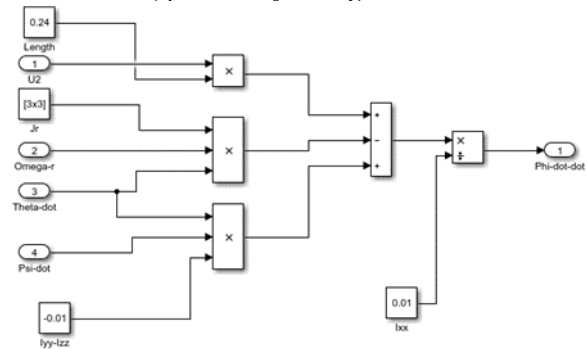 0.24
Length
1
U2
[3x3]
Jr
2
Omega-r
3
Theta-dot
4
Psi-dot
-0.01
Iyy-Izz
×
×
×
+
−
+
×
÷
0.01
Ixx
1
Phi-dot-dot